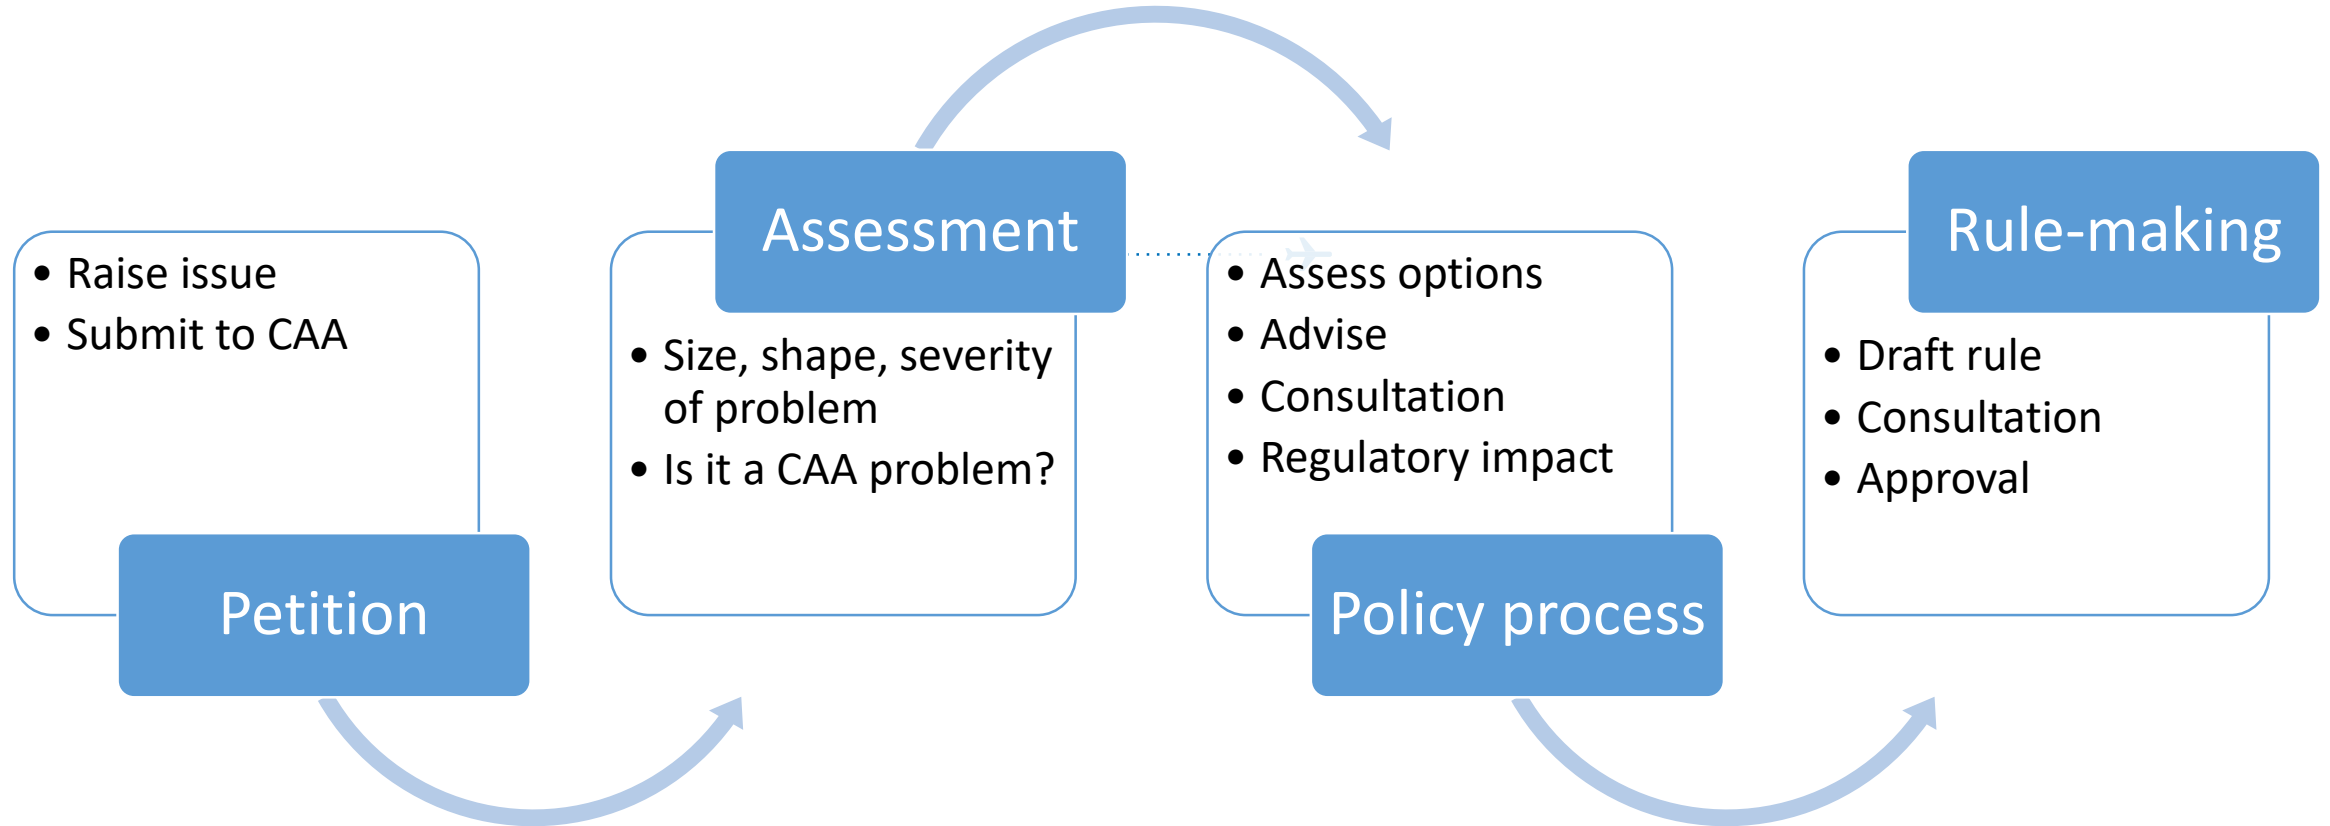 • Raise issue
• Submit to CAA
Petition
Assessment
• Size, shape, severity
of problem
• Is it a CAA problem?
• Assess options
• Advise
• Consultation
• Regulatory impact
Policy process
Rule-making
• Draft rule
• Consultation
• Approval